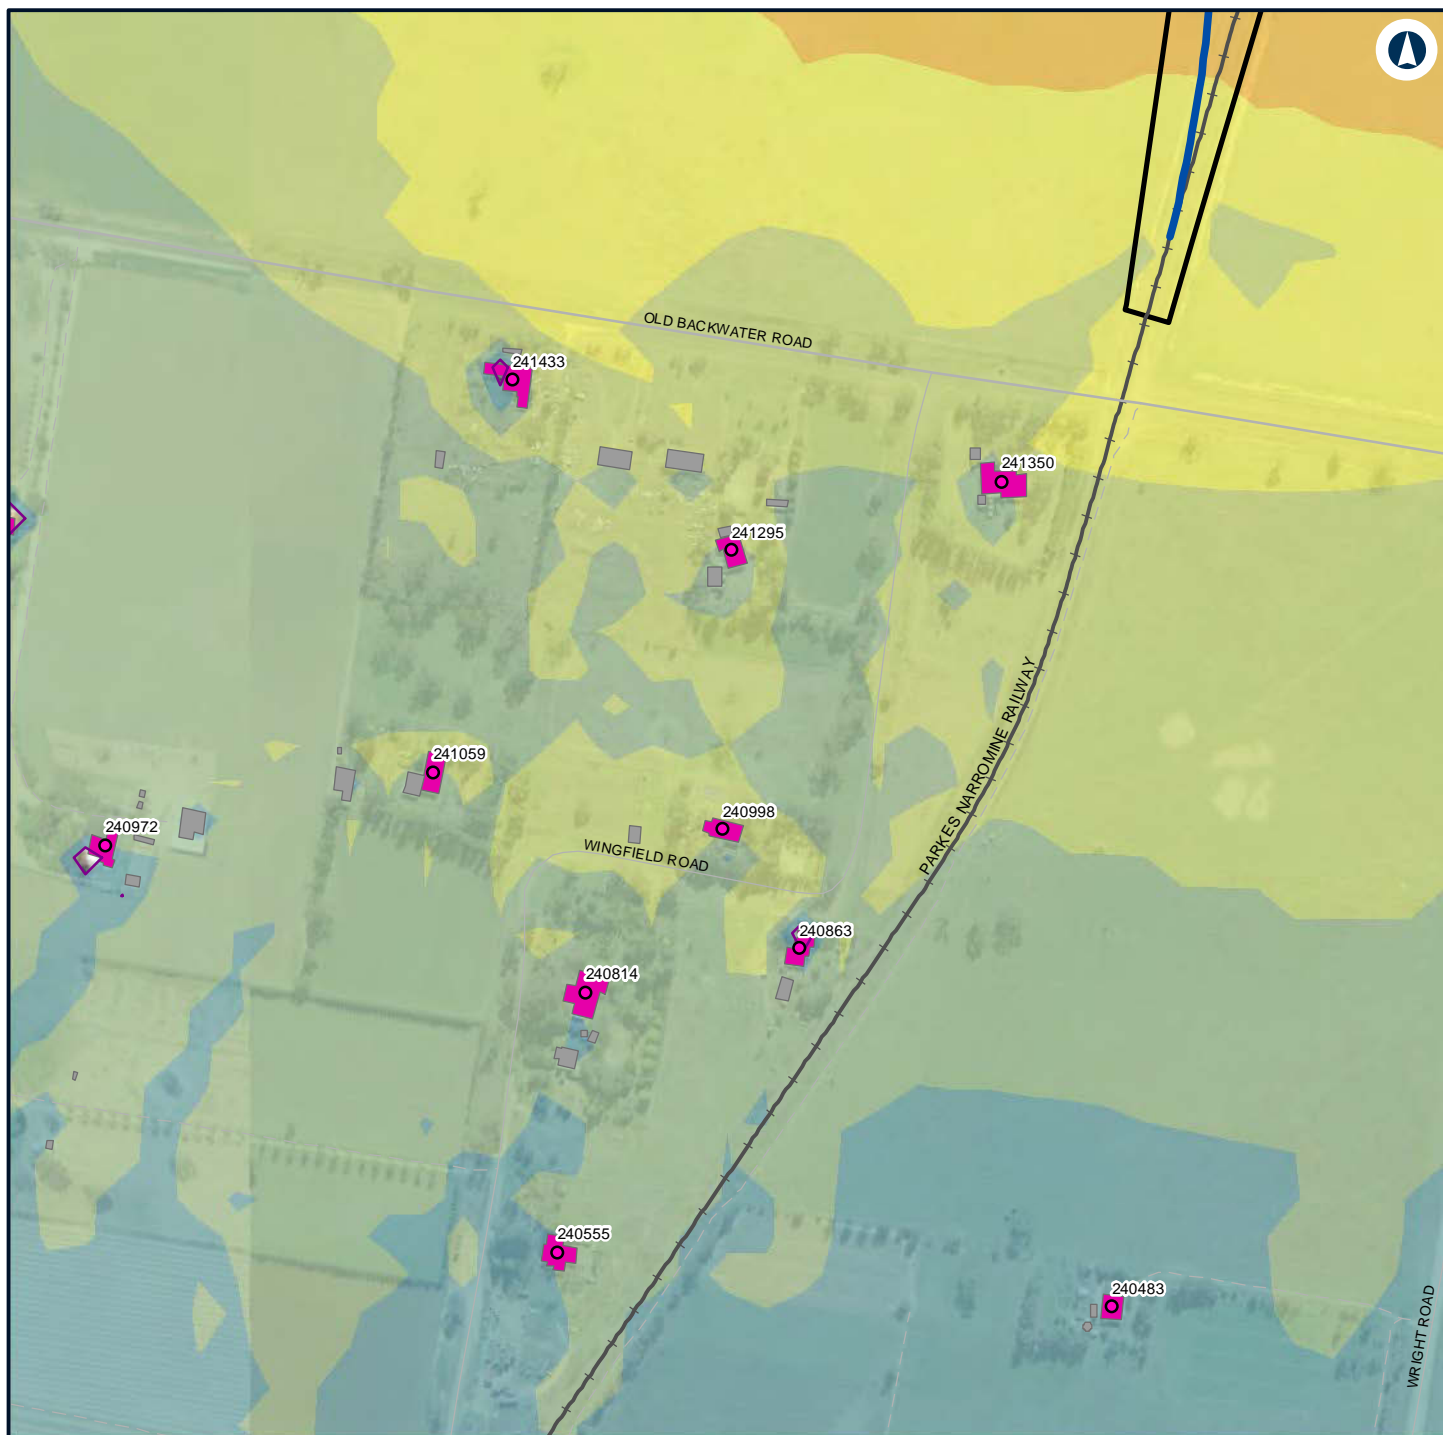 OLD BACKWATER ROAD
241433
241350
241295
PARKES NARROMINE RAILWAY
241059
240998
240972
WINGFIELD ROAD
240863
240814
240555
240483
WRIGHT ROAD